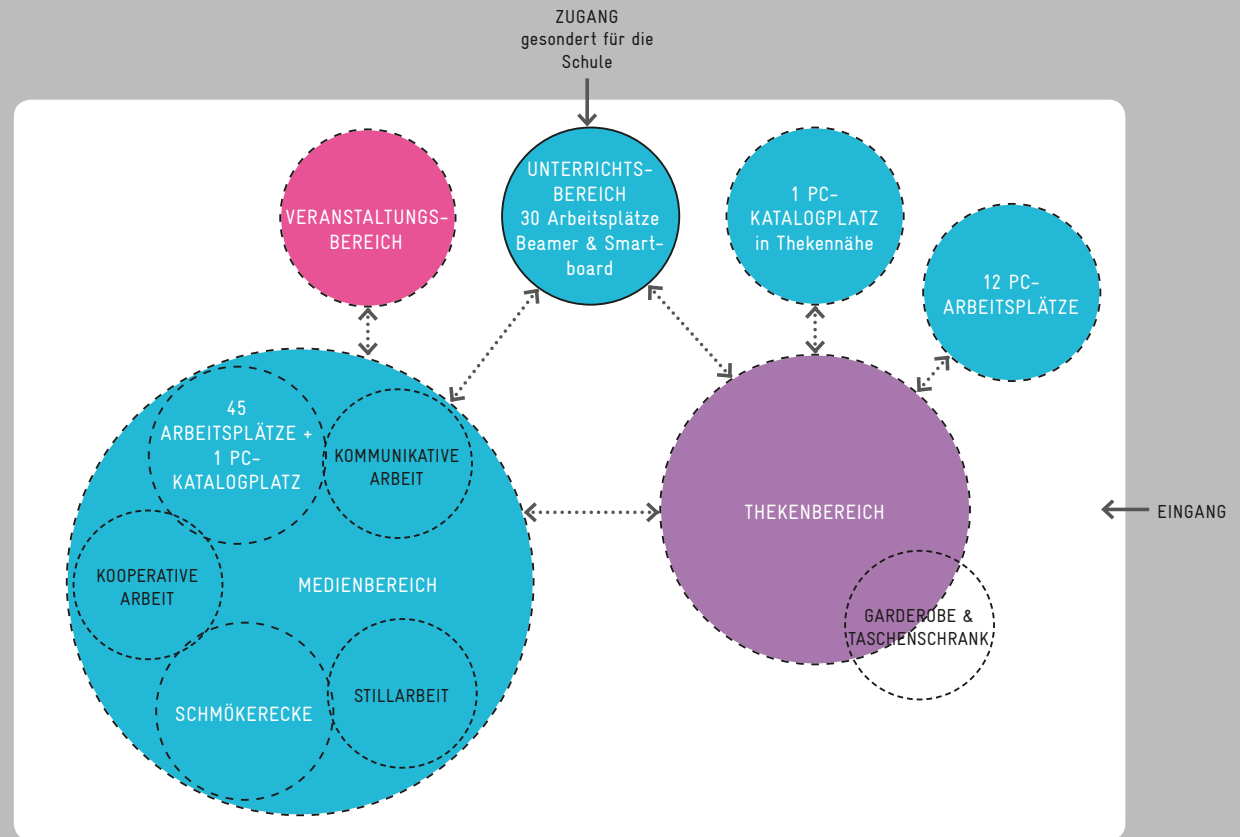 ZUGANG
gesondert für die
Schule
VERANSTALTUNGS-
BEREICH
UNTERRICHTS-
BEREICH
30 Arbeitsplätze
Beamer & Smart-
board
1 PC-
KATALOGPLATZ
in Thekennähe
12 PC-
ARBEITSPLÄTZE
45
ARBEITSPLÄTZE +
1 PC-
KATALOGPLATZ
KOMMUNIKATIVE
ARBEIT
KOOPERATIVE
ARBEIT
MEDIENBEREICH
SCHMÖKERECKE
STILLARBEIT
THEKENBEREICH
GARDEROBE &
TASCHENSCHRANK
EINGANG